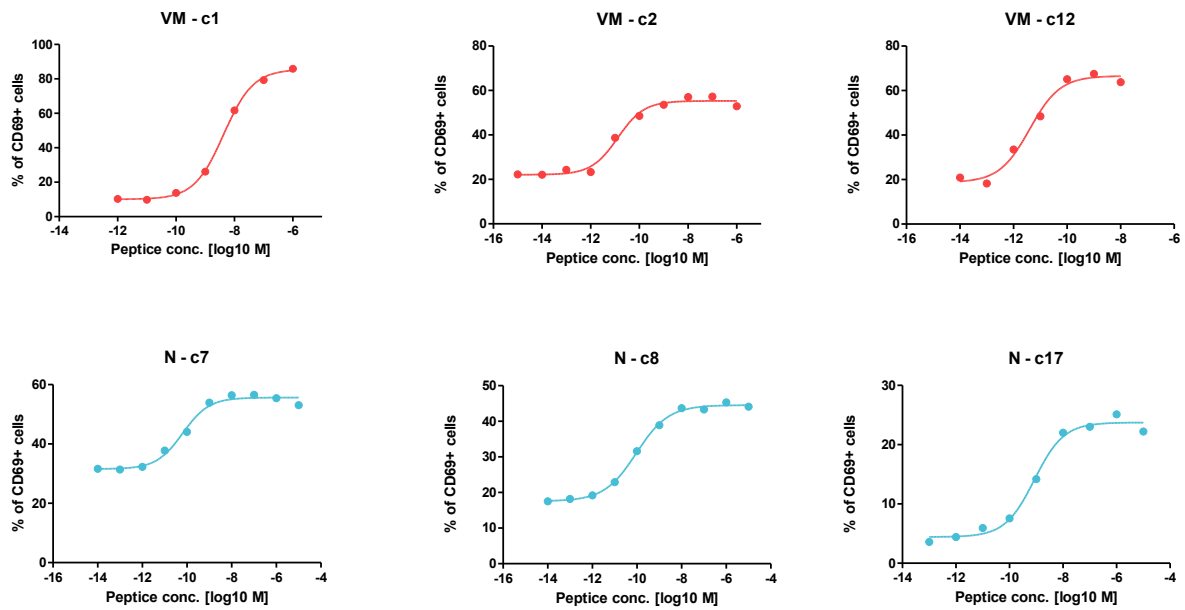 VM - c1
% of CD69+ cells
100
80
60
40
20
0
-14 -12 -10 -8 -6
Peptice conc. [log10 M]
VM - c2
% of CD69+ cells
80
60
40
20
0
-16 -14 -12 -10 -8 -6
Peptice conc. [log10 M]
VM - c12
% of CD69+ cells
80
60
40
20
0
-16 -14 -12 -10 -8 -6
Peptice conc. [log10 M]
N - c7
% of CD69+ cells
60
40
20
0
-16 -14 -12 -10 -8 -6 -4
Peptice conc. [log10 M]
N - c8
% of CD69+ cells
50
40
30
20
10
0
-16 -14 -12 -10 -8 -6 -4
Peptice conc. [log10 M]
N - c17
% of CD69+ cells
30
20
10
0
-14 -12 -10 -8 -6 -4
Peptice conc. [log10 M]